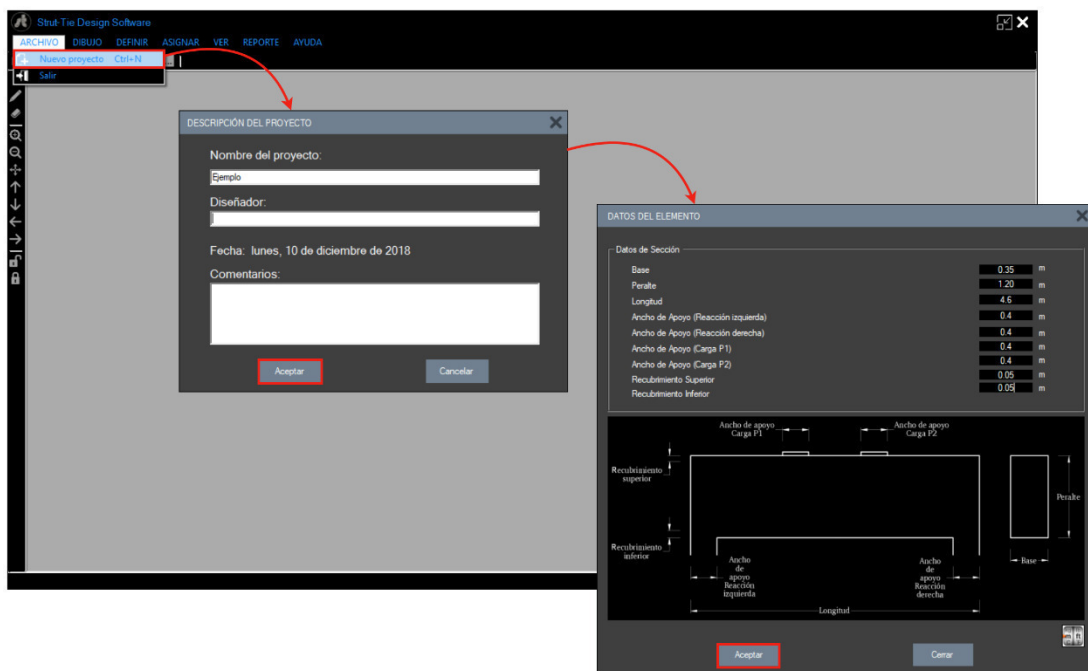 Strut-Tie Design Software
ARCHIVO DIBUJO DEFINIR ASIGNAR VER REPORTE AYUDA
Nuevo proyecto Ctrl+N
Salir
DESCRIPCIÓN DEL PROYECTO
Nombre del proyecto:
Ejemplo
Diseñador:
Fecha: lunes, 10 de diciembre de 2018
Comentarios:
Aceptar Cancelar
DATOS DEL ELEMENTO
Datos de Sección
Base 0.35 m
Peralte 1.20 m
Longitud 4.6 m
Ancho de Apoyo (Reacción izquierda) 0.4 m
Ancho de Apoyo (Reacción derecha) 0.4 m
Ancho de Apoyo (Carga P1) 0.4 m
Ancho de Apoyo (Carga P2) 0.4 m
Recubrimiento Superior 0.05 m
Recubrimiento Inferior 0.05 m
Ancho de apoyo
Carga P1
Ancho de apoyo
Carga P2
Recubrimiento
superior
Peralte
Recubrimiento
inferior
Ancho
de
apoyo
Reacción
izquierda
Ancho
de
apoyo
Reacción
derecha
Base
Longitud
Aceptar Cerrar